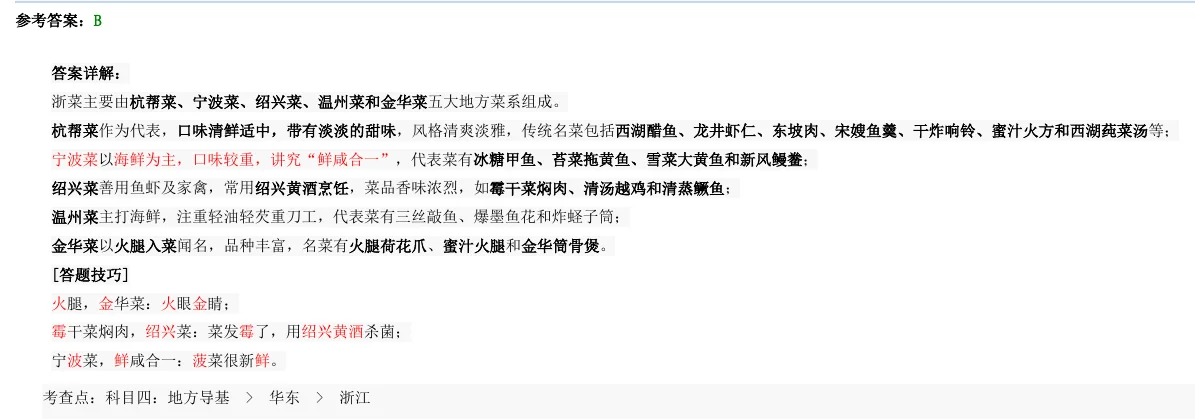 参考答案：B
答案详解：
浙菜主要由杭帮菜、宁波菜、绍兴菜、温州菜和金华菜五大地方菜系组成。
杭帮菜作为代表，口味清鲜适中，带有淡淡的甜味，风格清爽淡雅，传统名菜包括西湖醋鱼、龙井虾仁、东坡肉、宋嫂鱼羹、干炸响铃、蜜汁火方和西湖莼菜汤等；
宁波菜以海鲜为主，口味较重，讲究“鲜咸合一”，代表菜有冰糖甲鱼、苔菜拖黄鱼、雪菜大黄鱼和新风鳗鲞；
绍兴菜善用鱼虾及家禽，常用绍兴黄酒烹饪，菜品香味浓烈，如霉干菜焖肉、清汤越鸡和清蒸鳜鱼；
温州菜主打海鲜，注重轻油轻芡重刀工，代表菜有三丝敲鱼、爆墨鱼花和炸蛏子筒；
金华菜以火腿入菜闻名，品种丰富，名菜有火腿荷花爪、蜜汁火腿和金华筒骨煲。
[答题技巧]
火腿，金华菜：火眼金睛；
霉干菜焖肉，绍兴菜：菜发霉了，用绍兴黄酒杀菌；
宁波菜，鲜咸合一：菠菜很新鲜。
考查点：科目四：地方导基 > 华东 > 浙江